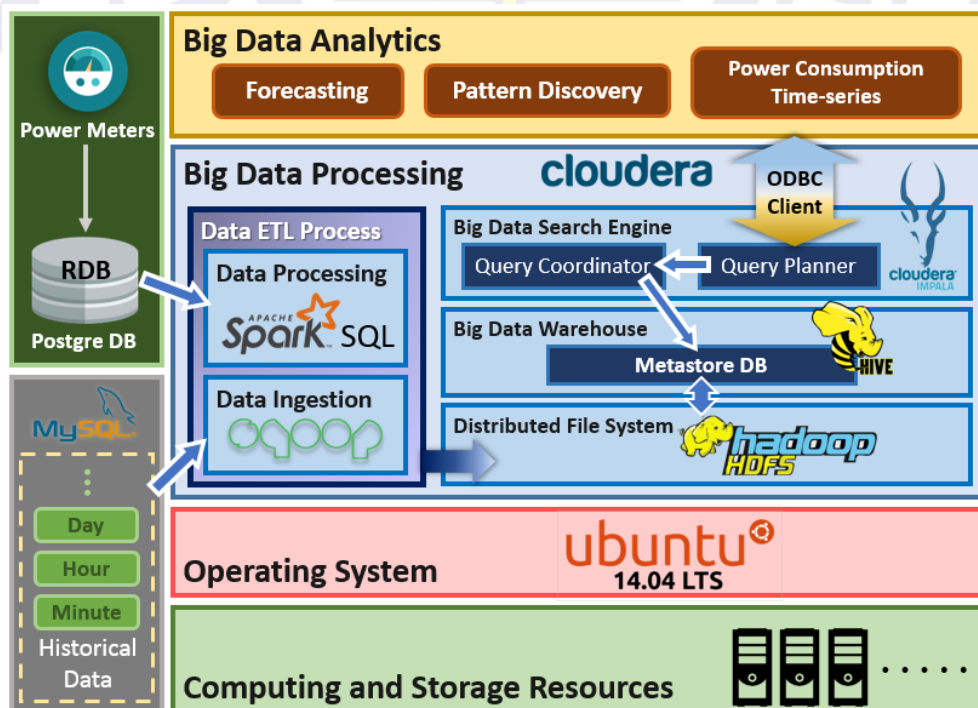 Power Meters
RDB
Postgre DB
MySQL
Day
Hour
Minute
Historical
Data
Big Data Analytics
Forecasting
Pattern Discovery
Power Consumption
Time-series
Big Data Processing
cloudera
ODBC
Client
Data ETL Process
Data Processing
APACHE
Spark SQL
Data Ingestion
sqoop
Big Data Search Engine
Query Coordinator
Query Planner
cloudera
IMPALA
Big Data Warehouse
HIVE
Metastore DB
Distributed File System
hadoop
HDFS
Operating System
ubuntu
14.04 LTS
Computing and Storage Resources